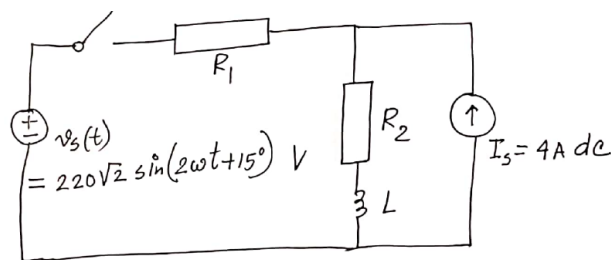 R₁
+
−
vₛ(t)
= 220√2 sin(2ωt+15°) V
R₂
L
↑
Iₛ = 4A dc